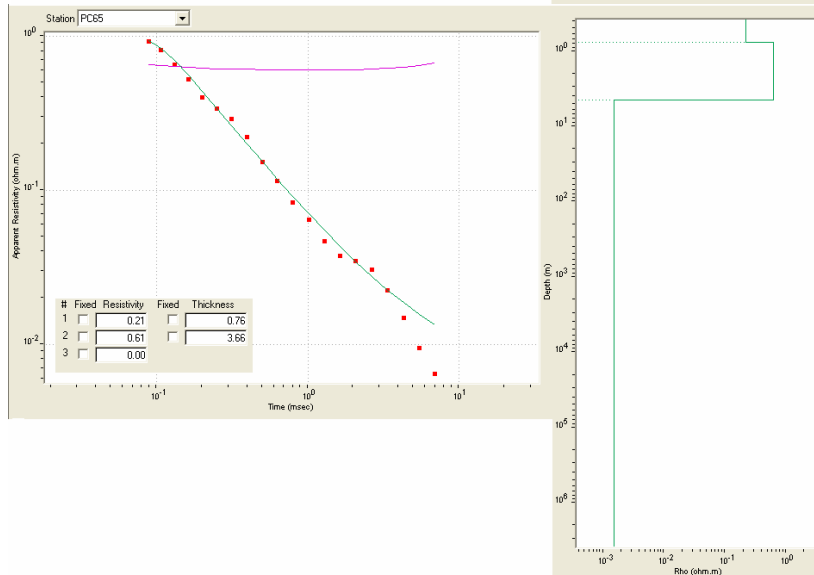 Station PC65
10^0
10^-1
10^-2
Apparent Resistivity (ohm.m)
# Fixed Resistivity Fixed Thickness
1 0.21 0.76
2 0.61 3.66
3 0.00
10^-1 10^0 10^1
Time (msec)
10^0
10^1
10^2
10^3
10^4
10^5
10^6
Depth (m)
10^-3 10^-2 10^-1 10^0
Rho (ohm.m)